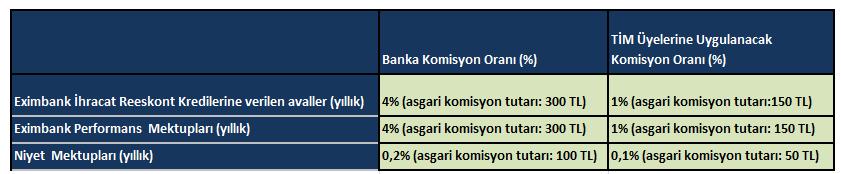 TİM Üyelerine Uygulanacak
Banka Komisyon Oranı (%) Komisyon Oranı (%)
Eximbank İhracat Reeskont Kredilerine verilen avaller (yıllık) 4% (asgari komisyon tutarı: 300 TL) 1% (asgari komisyon tutarı:150 TL)
Eximbank Performans Mektupları (yıllık) 4% (asgari komisyon tutarı: 300 TL) 1% (asgari komisyon tutarı: 150 TL)
Niyet Mektupları (yıllık) 0,2% (asgari komisyon tutarı: 100 TL) 0,1% (asgari komisyon tutarı: 50 TL)